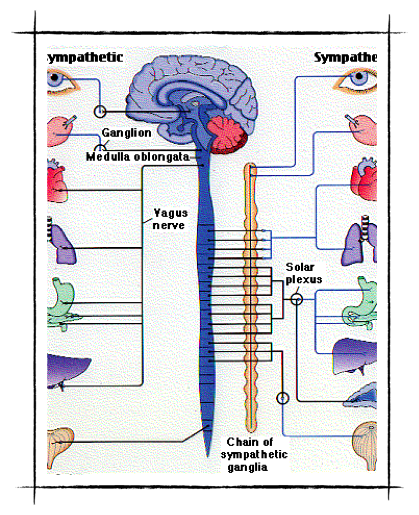 sympathetic
Sympathe
Ganglion
Medulla oblongata
Vagus
nerve
Solar
plexus
Chain of
sympathetic
ganglia